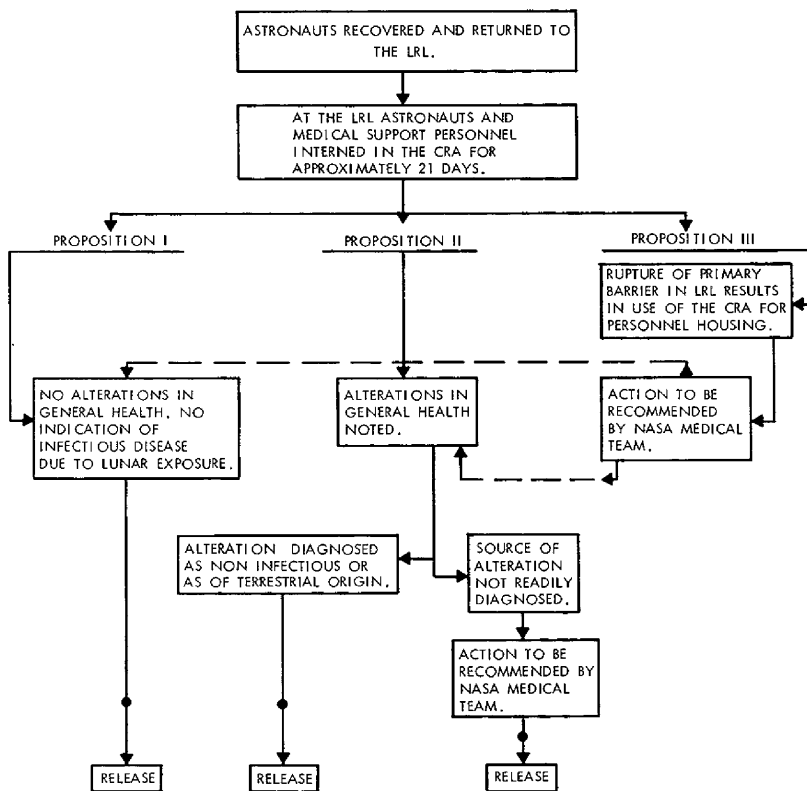 ASTRONAUTS RECOVERED AND RETURNED TO
THE LRL.
AT THE LRL ASTRONAUTS AND
MEDICAL SUPPORT PERSONNEL
INTERNED IN THE CRA FOR
APPROXIMATELY 21 DAYS.
PROPOSITION I
PROPOSITION II
PROPOSITION III
RUPTURE OF PRIMARY
BARRIER IN LRL RESULTS
IN USE OF THE CRA FOR
PERSONNEL HOUSING.
NO ALTERATIONS IN
GENERAL HEALTH. NO
INDICATION OF
INFECTIOUS DISEASE
DUE TO LUNAR EXPOSURE.
ALTERATIONS IN
GENERAL HEALTH
NOTED.
ACTION TO BE
RECOMMENDED
BY NASA MEDICAL
TEAM.
ALTERATION DIAGNOSED
AS NON INFECTIOUS OR
AS OF TERRESTRIAL ORIGIN.
SOURCE OF
ALTERATION
NOT READILY
DIAGNOSED.
ACTION TO BE
RECOMMENDED BY
NASA MEDICAL
TEAM.
RELEASE
RELEASE
RELEASE